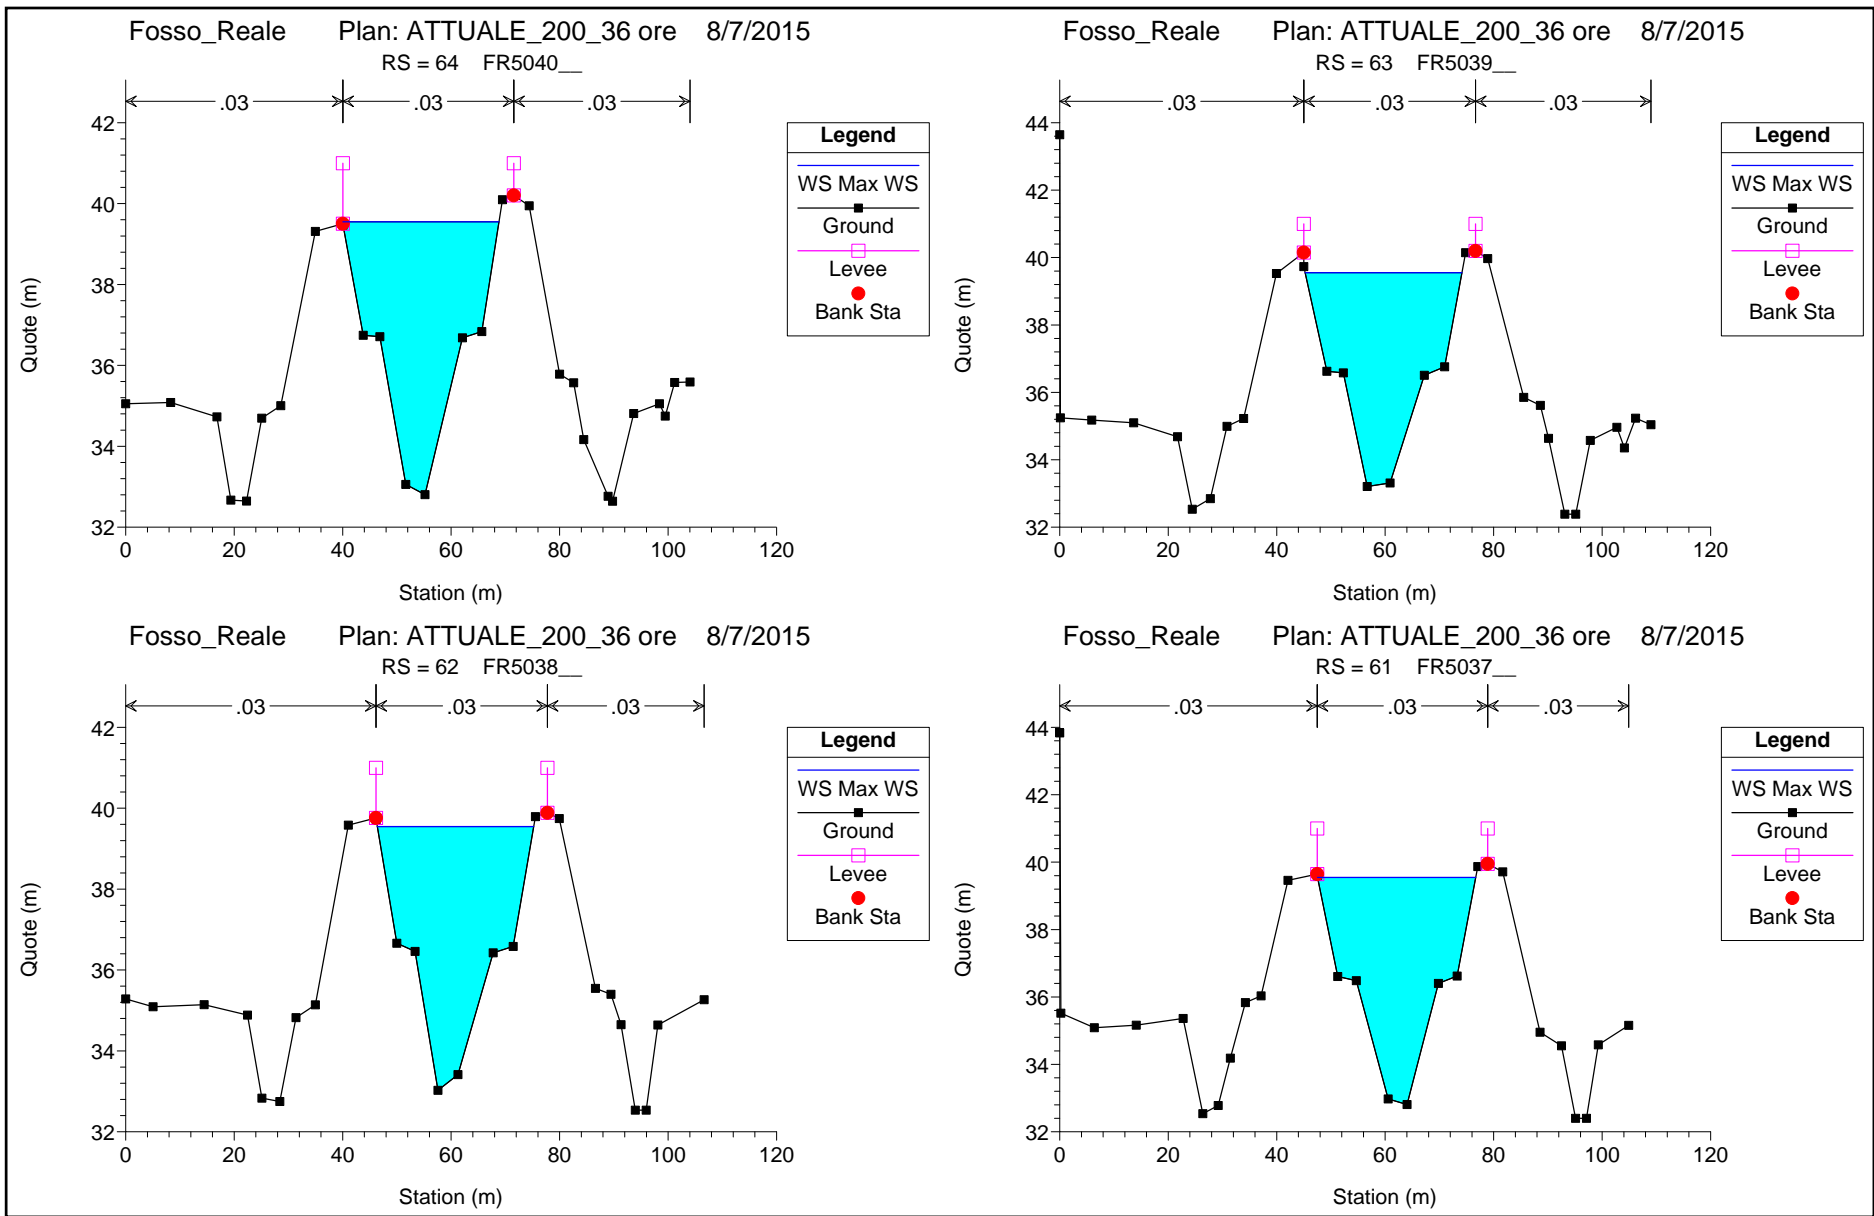 Fosso_Reale Plan: ATTUALE_200_36 ore 8/7/2015
RS = 64 FR5040__
.03 .03 .03
42
40
38
36
34
32
0 20 40 60 80 100 120
Station (m)
Quote (m)
Legend
WS Max WS
Ground
Levee
Bank Sta
Fosso_Reale Plan: ATTUALE_200_36 ore 8/7/2015
RS = 63 FR5039__
.03 .03 .03
44
42
40
38
36
34
32
0 20 40 60 80 100 120
Station (m)
Quote (m)
Legend
WS Max WS
Ground
Levee
Bank Sta
Fosso_Reale Plan: ATTUALE_200_36 ore 8/7/2015
RS = 62 FR5038__
.03 .03 .03
42
40
38
36
34
32
0 20 40 60 80 100 120
Station (m)
Quote (m)
Legend
WS Max WS
Ground
Levee
Bank Sta
Fosso_Reale Plan: ATTUALE_200_36 ore 8/7/2015
RS = 61 FR5037__
.03 .03 .03
44
42
40
38
36
34
32
0 20 40 60 80 100 120
Station (m)
Quote (m)
Legend
WS Max WS
Ground
Levee
Bank Sta